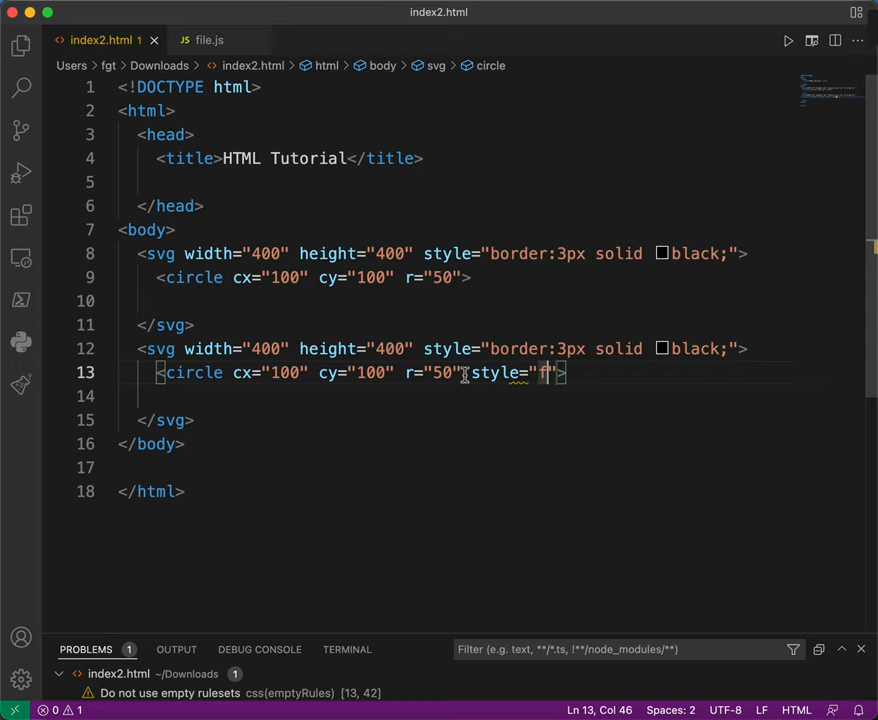 index2.html
index2.html 1
JS file.js
Users > fgt > Downloads > <> index2.html > html > body > svg > circle
1 <!DOCTYPE html>
2 <html>
3 <head>
4 <title>HTML Tutorial</title>
5
6 </head>
7 <body>
8 <svg width="400" height="400" style="border:3px solid black;">
9 <circle cx="100" cy="100" r="50">
10
11 </svg>
12 <svg width="400" height="400" style="border:3px solid black;">
13 <circle cx="100" cy="100" r="50" style="f">
14
15 </svg>
16 </body>
17
18 </html>
PROBLEMS 1 OUTPUT DEBUG CONSOLE TERMINAL Filter (e.g. text, **/*.ts, !**/node_modules/**)
<> index2.html ~/Downloads 1
Do not use empty rulesets css(emptyRules) [13, 42]
0 1 Ln 13, Col 46 Spaces: 2 UTF-8 LF HTML